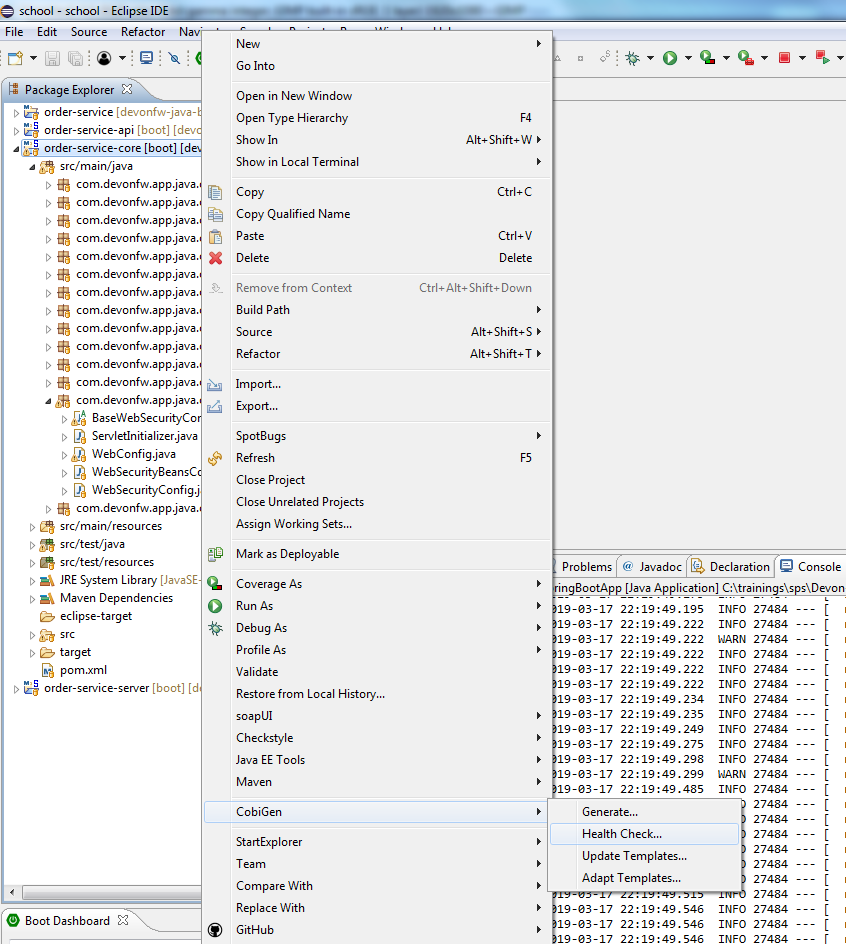 school - school - Eclipse IDE
File Edit Source Refactor
Package Explorer
order-service [devonfw-java-b
order-service-api [boot] [devo
order-service-core [boot] [dev
src/main/java
com.devonfw.app.java.
com.devonfw.app.java.
com.devonfw.app.java.
com.devonfw.app.java.
com.devonfw.app.java.
com.devonfw.app.java.
com.devonfw.app.java.
com.devonfw.app.java.
com.devonfw.app.java.
com.devonfw.app.java.
com.devonfw.app.java.
com.devonfw.app.java.
com.devonfw.app.java.
BaseWebSecurityCor
ServletInitializer.java
WebConfig.java
WebSecurityBeansCo
WebSecurityConfig.j
com.devonfw.app.java.
src/main/resources
src/test/java
src/test/resources
JRE System Library [JavaSE-
Maven Dependencies
eclipse-target
src
target
pom.xml
order-service-server [boot] [de
Boot Dashboard
New
Go Into
Open in New Window
Open Type Hierarchy F4
Show In Alt+Shift+W
Show in Local Terminal
Copy Ctrl+C
Copy Qualified Name
Paste Ctrl+V
Delete Delete
Remove from Context Ctrl+Alt+Shift+Down
Build Path
Source Alt+Shift+S
Refactor Alt+Shift+T
Import...
Export...
SpotBugs
Refresh F5
Close Project
Close Unrelated Projects
Assign Working Sets...
Mark as Deployable
Coverage As
Run As
Debug As
Profile As
Validate
Restore from Local History...
soapUI
Checkstyle
Java EE Tools
Maven
CobiGen
StartExplorer
Team
Compare With
Replace With
GitHub
Generate...
Health Check...
Update Templates...
Adapt Templates...
Problems Javadoc Declaration Console
ringBootApp [Java Application] C:\trainings\sps\Devon
019-03-17 22:19:49.195 INFO 27484 --- [
019-03-17 22:19:49.222 INFO 27484 --- [
019-03-17 22:19:49.222 WARN 27484 --- [
019-03-17 22:19:49.222 INFO 27484 --- [
019-03-17 22:19:49.222 INFO 27484 --- [
019-03-17 22:19:49.222 INFO 27484 --- [
019-03-17 22:19:49.234 INFO 27484 --- [
019-03-17 22:19:49.235 INFO 27484 --- [
019-03-17 22:19:49.249 INFO 27484 --- [
019-03-17 22:19:49.275 INFO 27484 --- [
019-03-17 22:19:49.298 INFO 27484 --- [
019-03-17 22:19:49.299 WARN 27484 --- [
019-03-17 22:19:49.485 INFO 27484 --- [
019-03-17 22:19:49.515 INFO 27484 --- [
019-03-17 22:19:49.546 INFO 27484 --- [
019-03-17 22:19:49.546 INFO 27484 --- [
019-03-17 22:19:49.546 INFO 27484 --- [